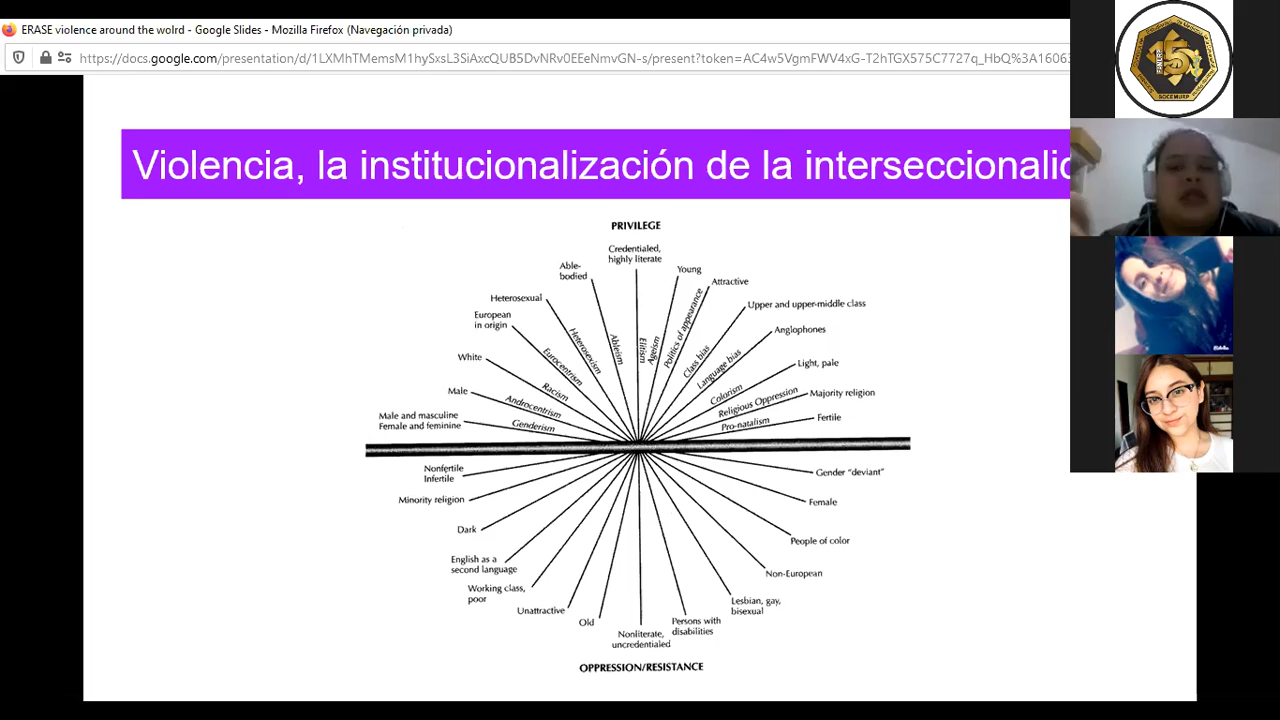 ERASE violence around the wolrd - Google Slides - Mozilla Firefox (Navegación privada)
https://docs.google.com/presentation/d/1LXMhTMemsM1hySxsL3SiAxcQUB5DvNRv0EEeNmvGN-s/present?token=AC4w5VgmFWV4xG-T2hTGX575C7727q_HbQ%3A16063
Violencia, la institucionalización de la interseccionali
PRIVILEGE
Credentialed,
highly literate
Able-
bodied
Young
Attractive
Heterosexual
Upper and upper-middle class
European
in origin
Anglophones
White
Light, pale
Male
Majority religion
Male and masculine
Female and feminine
Fertile
Genderism
Androcentrism
Racism
Eurocentrism
Heterosexism
Ableism
Elitism
Ageism
Politics of appearance
Class bias
Language bias
Colorism
Religious Oppression
Pro-natalism
Nonfertile
Infertile
Gender "deviant"
Minority religion
Female
Dark
People of color
English as a
second language
Non-European
Working class,
poor
Lesbian, gay,
bisexual
Unattractive
Old
Persons with
disabilities
Nonliterate,
uncredentialed
OPPRESSION/RESISTANCE
15
SOCEMURP